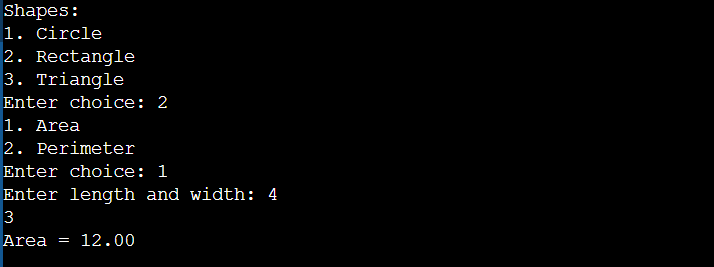 Shapes:
1. Circle
2. Rectangle
3. Triangle
Enter choice: 2
1. Area
2. Perimeter
Enter choice: 1
Enter length and width: 4
3
Area = 12.00